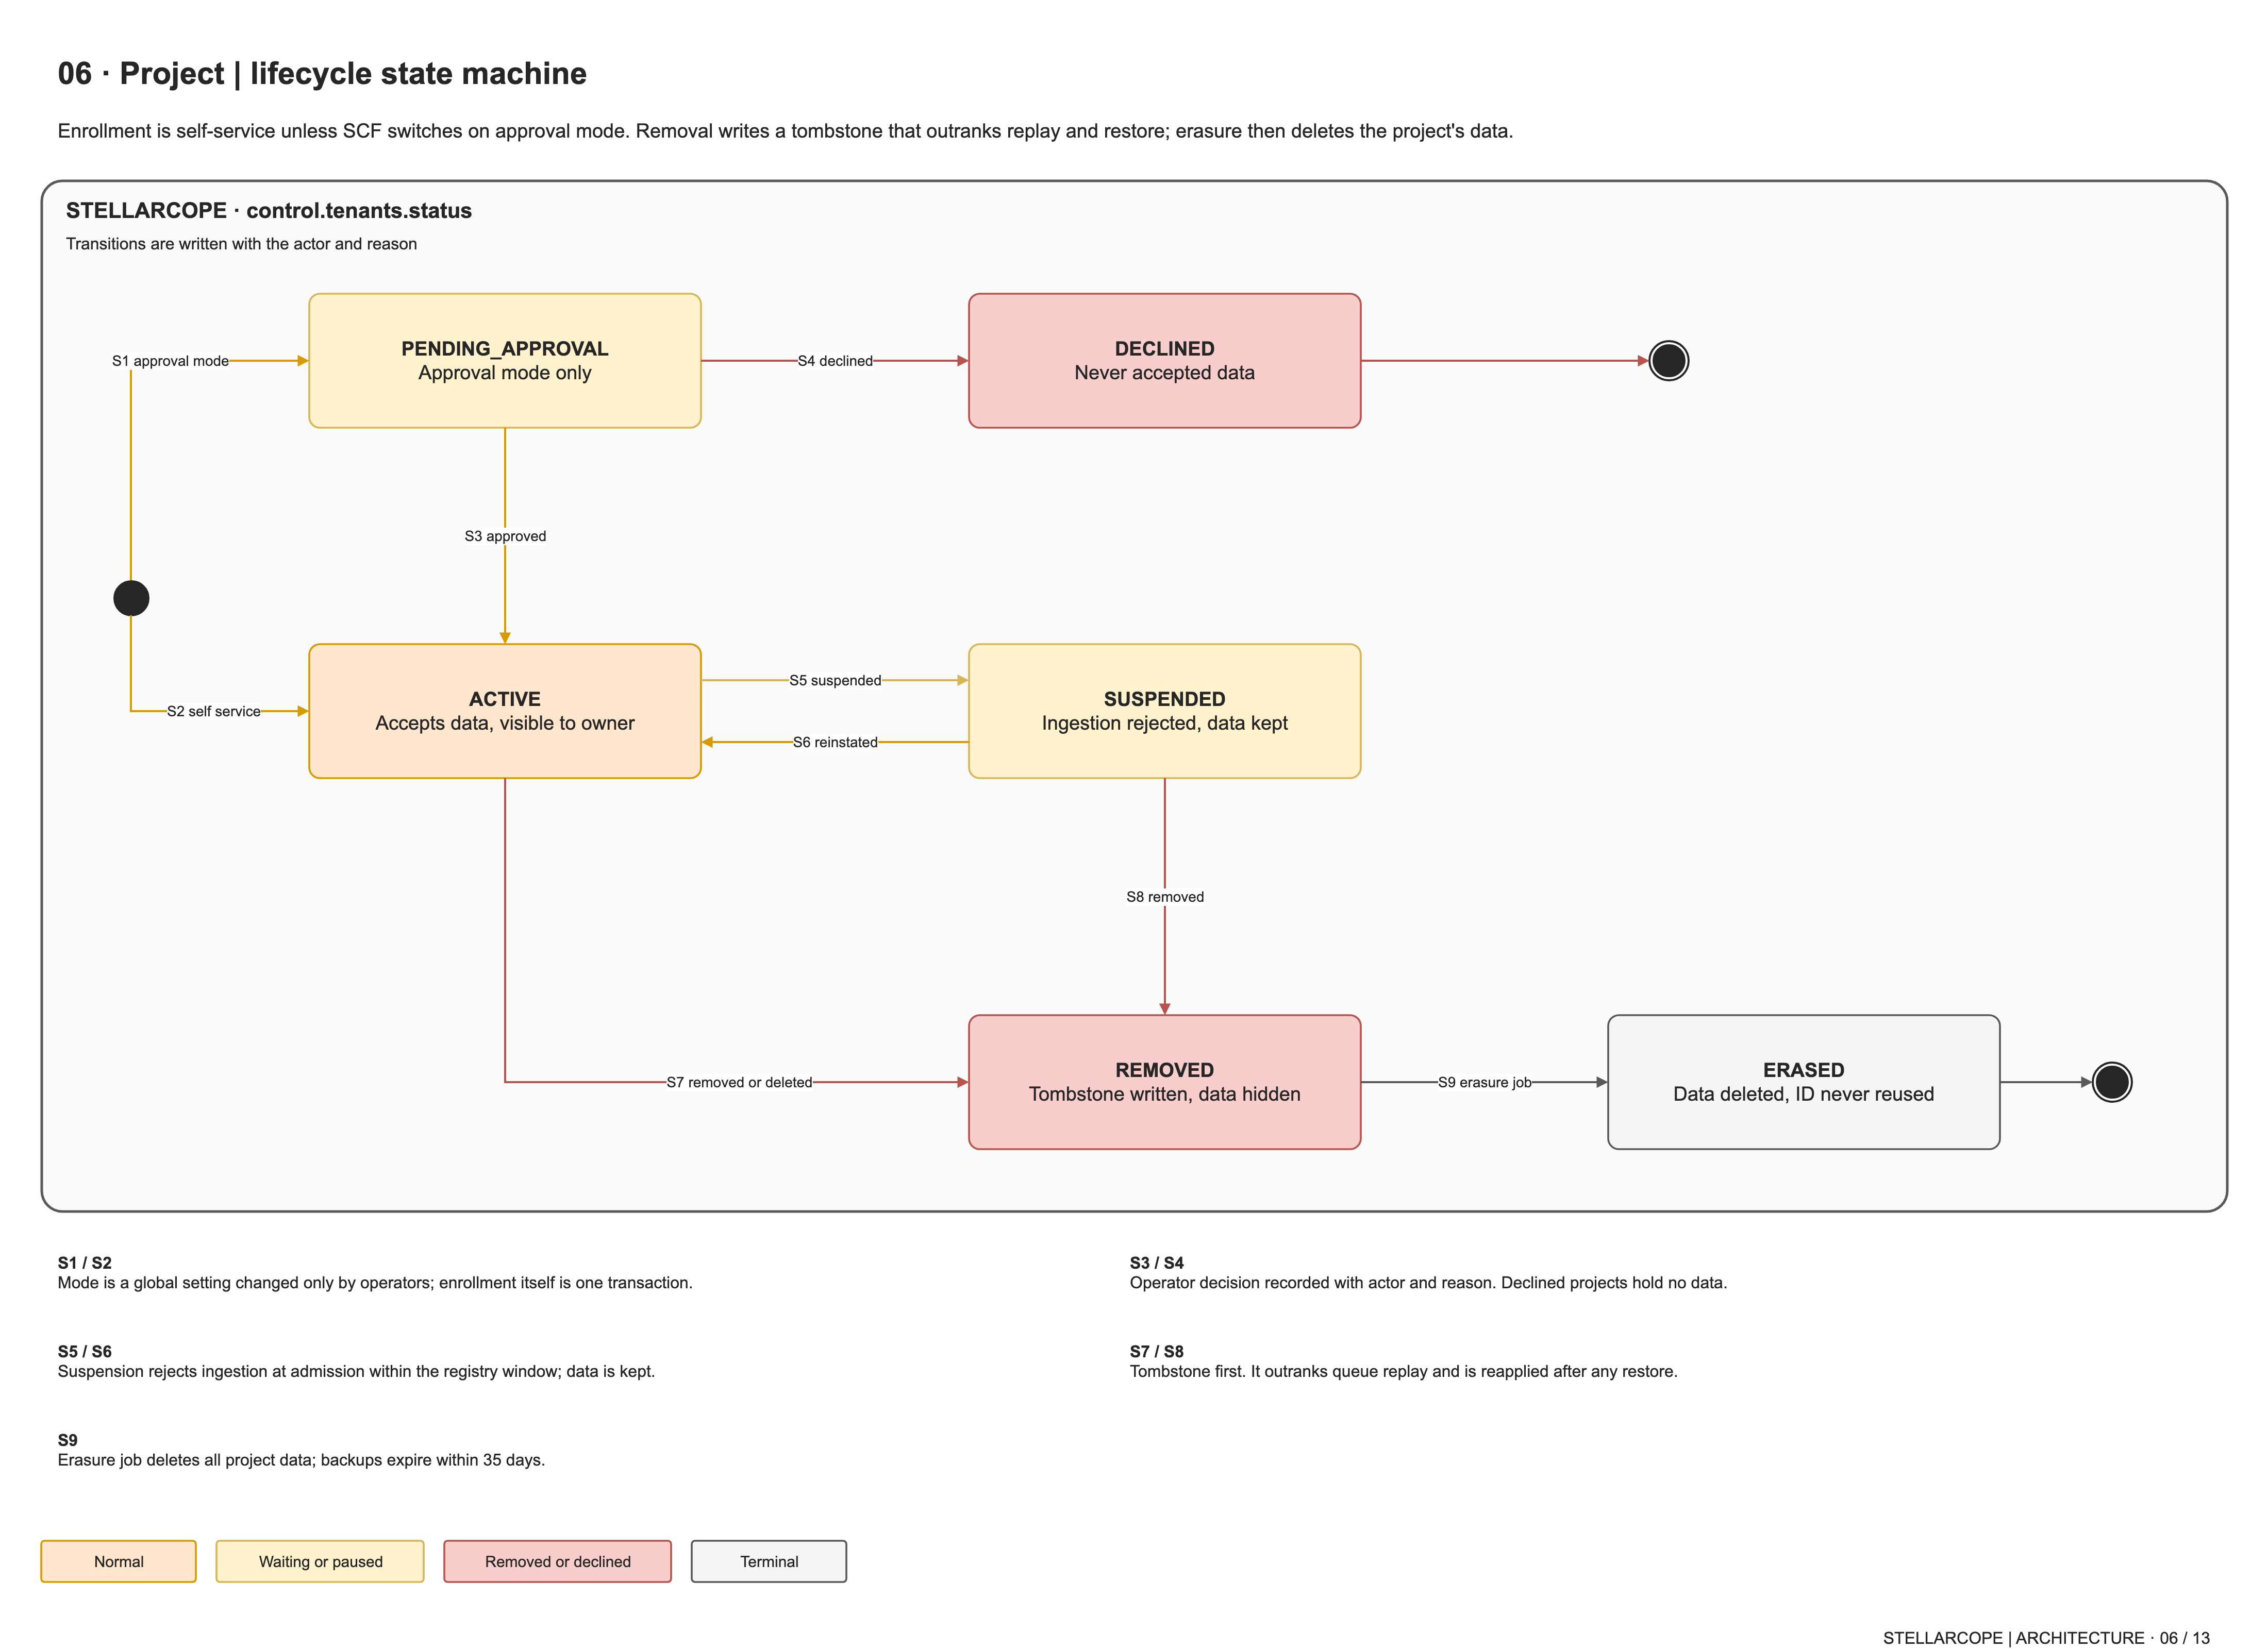 06 · Project | lifecycle state machine
Enrollment is self-service unless SCF switches on approval mode. Removal writes a tombstone that outranks replay and restore; erasure then deletes the project's data.
STELLARCOPE · control.tenants.status
Transitions are written with the actor and reason
S1 approval mode
PENDING_APPROVAL
Approval mode only
S4 declined
DECLINED
Never accepted data
S3 approved
S2 self service
ACTIVE
Accepts data, visible to owner
S5 suspended
S6 reinstated
SUSPENDED
Ingestion rejected, data kept
S8 removed
S7 removed or deleted
REMOVED
Tombstone written, data hidden
S9 erasure job
ERASED
Data deleted, ID never reused
S1 / S2
Mode is a global setting changed only by operators; enrollment itself is one transaction.
S3 / S4
Operator decision recorded with actor and reason. Declined projects hold no data.
S5 / S6
Suspension rejects ingestion at admission within the registry window; data is kept.
S7 / S8
Tombstone first. It outranks queue replay and is reapplied after any restore.
S9
Erasure job deletes all project data; backups expire within 35 days.
Normal
Waiting or paused
Removed or declined
Terminal
STELLARCOPE | ARCHITECTURE · 06 / 13